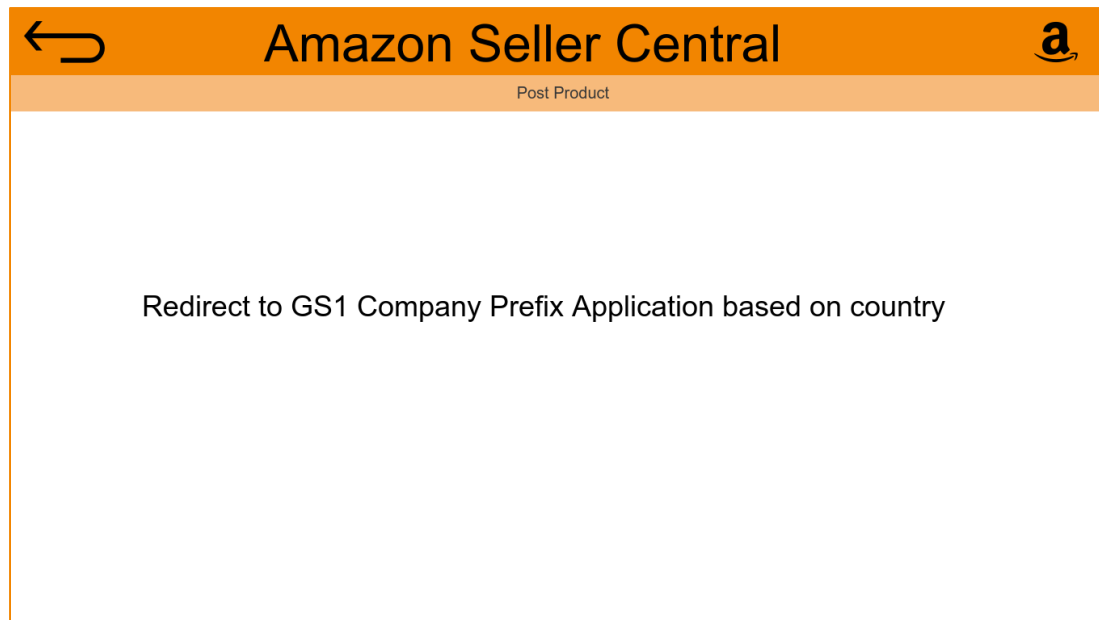 Amazon Seller Central
a
Post Product
Redirect to GS1 Company Prefix Application based on country